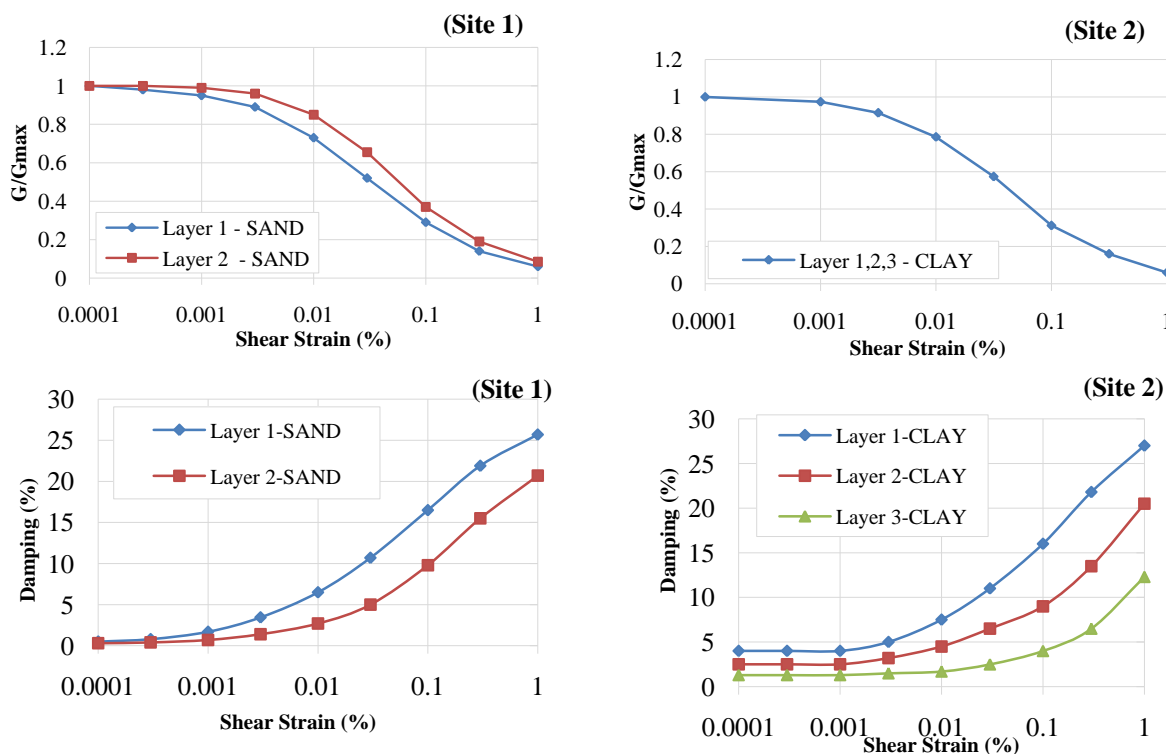 (Site 1)
1.2
1
0.8
0.6
0.4
0.2
0
G/Gmax
Layer 1 - SAND
Layer 2 - SAND
0.0001 0.001 0.01 0.1 1
Shear Strain (%)
(Site 2)
1.2
1
0.8
0.6
0.4
0.2
0
G/Gmax
Layer 1,2,3 - CLAY
0.0001 0.001 0.01 0.1 1
Shear Strain (%)
(Site 1)
30
25
20
15
10
5
0
Damping (%)
Layer 1-SAND
Layer 2-SAND
0.0001 0.001 0.01 0.1 1
Shear Strain (%)
(Site 2)
30
25
20
15
10
5
0
Damping (%)
Layer 1-CLAY
Layer 2-CLAY
Layer 3-CLAY
0.0001 0.001 0.01 0.1 1
Shear Strain (%)